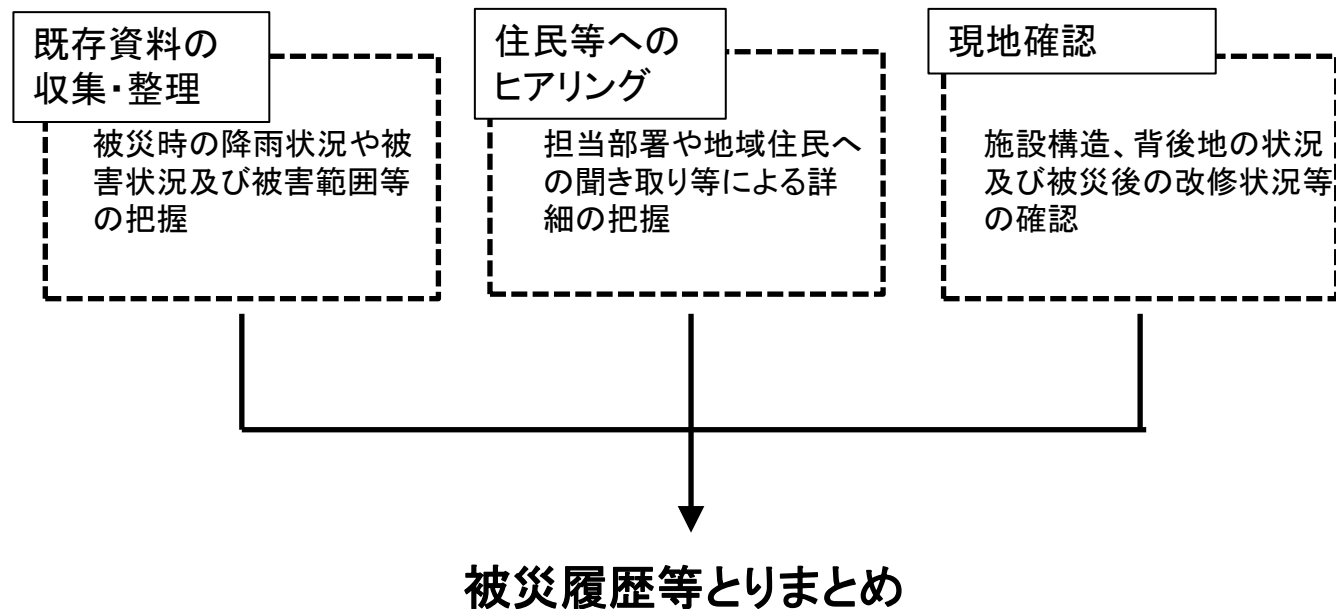 既存資料の
収集・整理
被災時の降雨状況や被
害状況及び被害範囲等
の把握
住民等への
ヒアリング
担当部署や地域住民へ
の聞き取り等による詳
細の把握
現地確認
施設構造、背後地の状況
及び被災後の改修状況等
の確認
被災履歴等とりまとめ